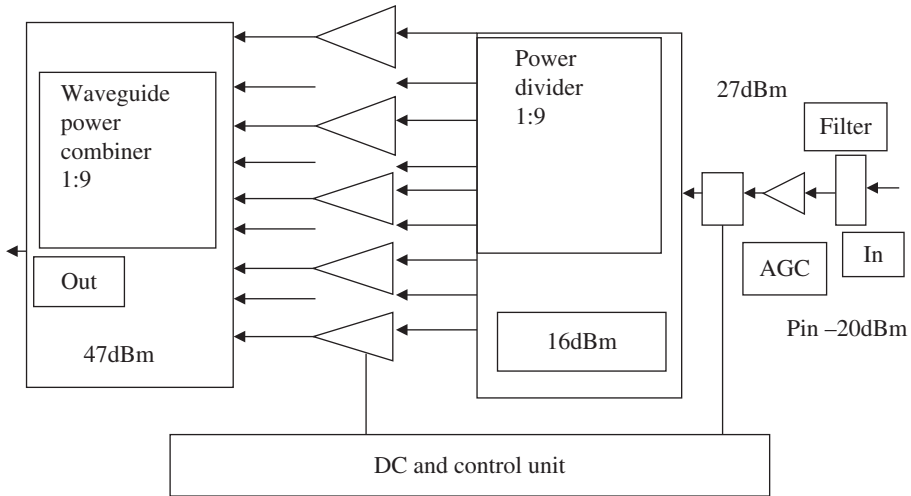 Waveguide
power
combiner
1:9
Out
47dBm
Power
divider
1:9
16dBm
27dBm
Filter
AGC
In
Pin –20dBm
DC and control unit